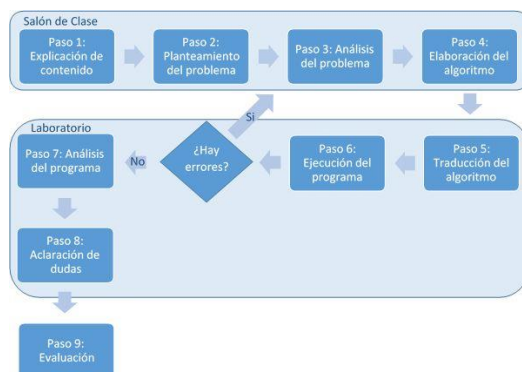 Salón de Clase
Paso 1:
Explicación de
contenido
Paso 2:
Planteamiento
del problema
Paso 3: Análisis
del problema
Paso 4:
Elaboración del
algoritmo
Si
Laboratorio
Paso 7: Análisis
del programa
No
¿Hay
errores?
Paso 6:
Ejecución del
programa
Paso 5:
Traducción del
algoritmo
Paso 8:
Aclaración de
dudas
Paso 9:
Evaluación